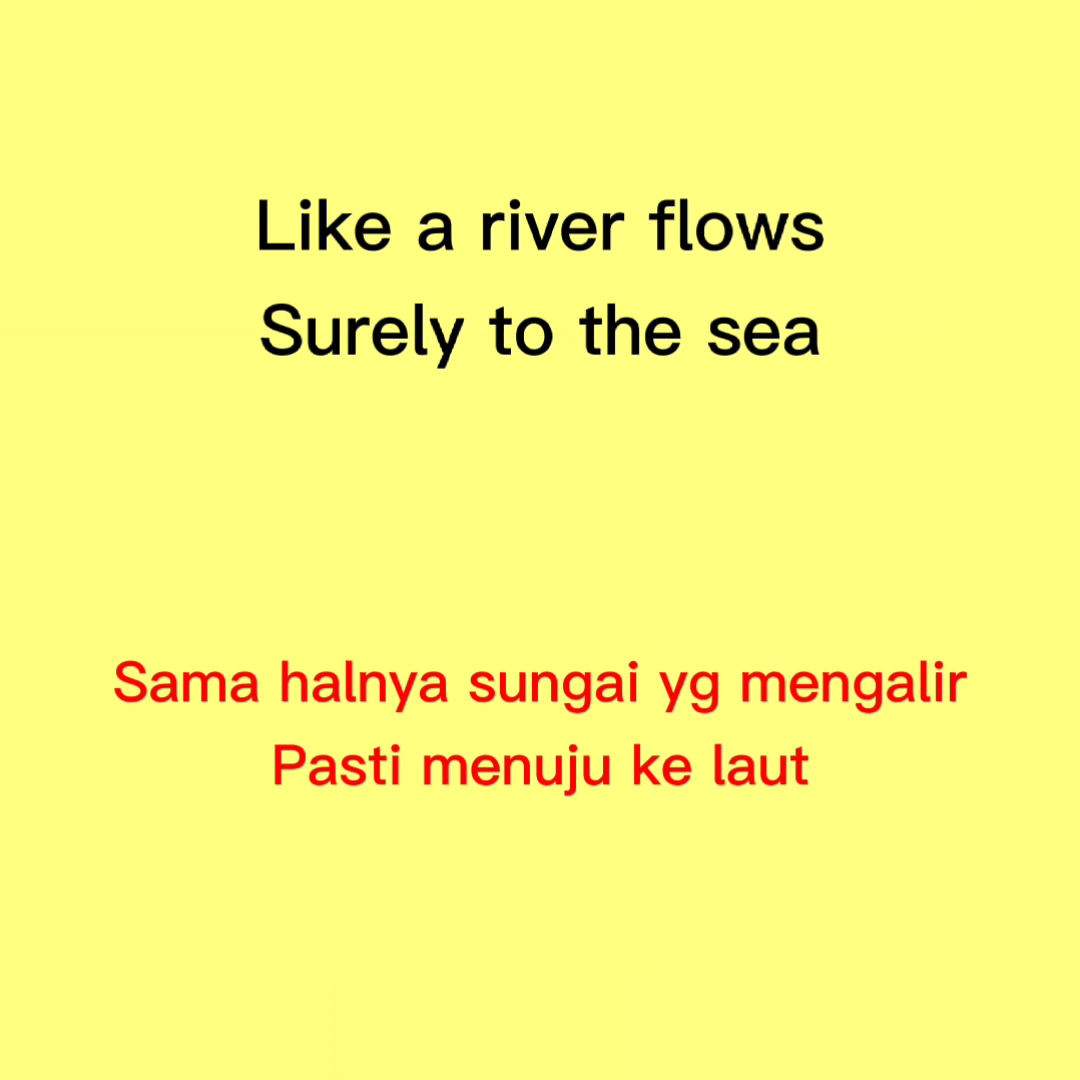 Like a river flows
Surely to the sea
Sama halnya sungai yg mengalir
Pasti menuju ke laut